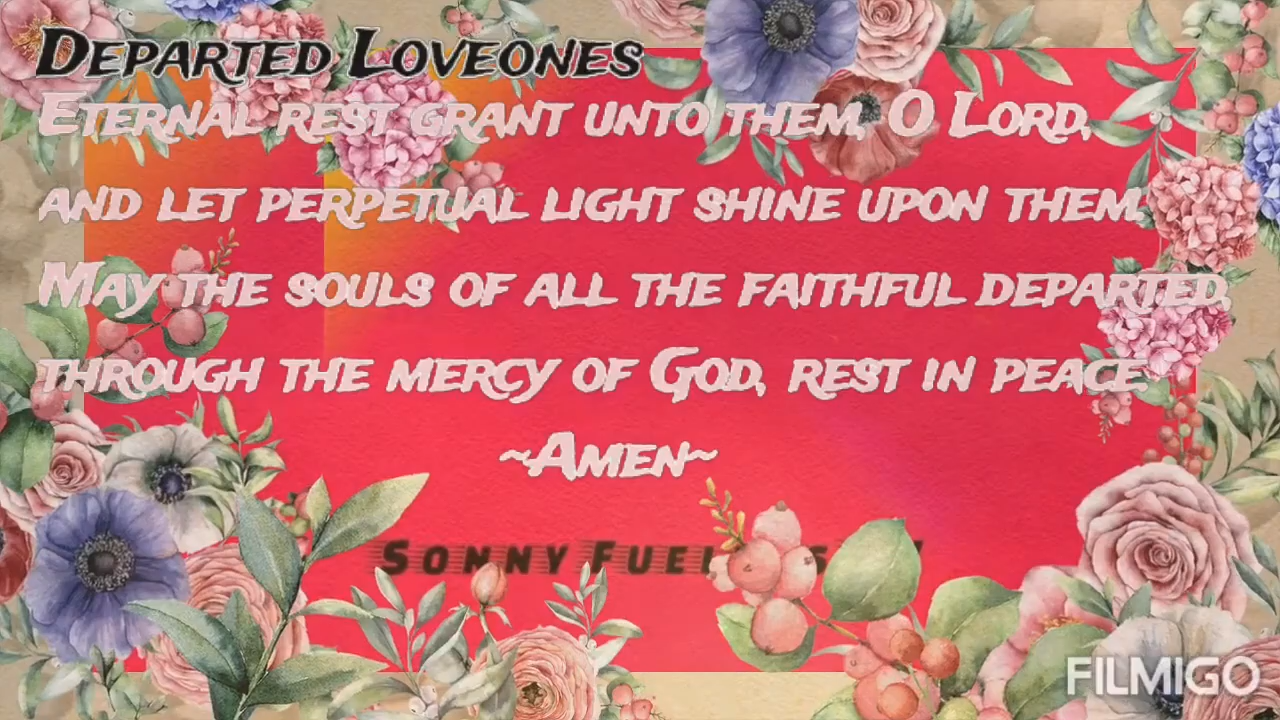 Departed Loveones
Eternal rest grant unto them, O Lord,
and let perpetual light shine upon them.
May the souls of all the faithful departed,
through the mercy of God, rest in peace.
~Amen~
Sonny
FILMIGO